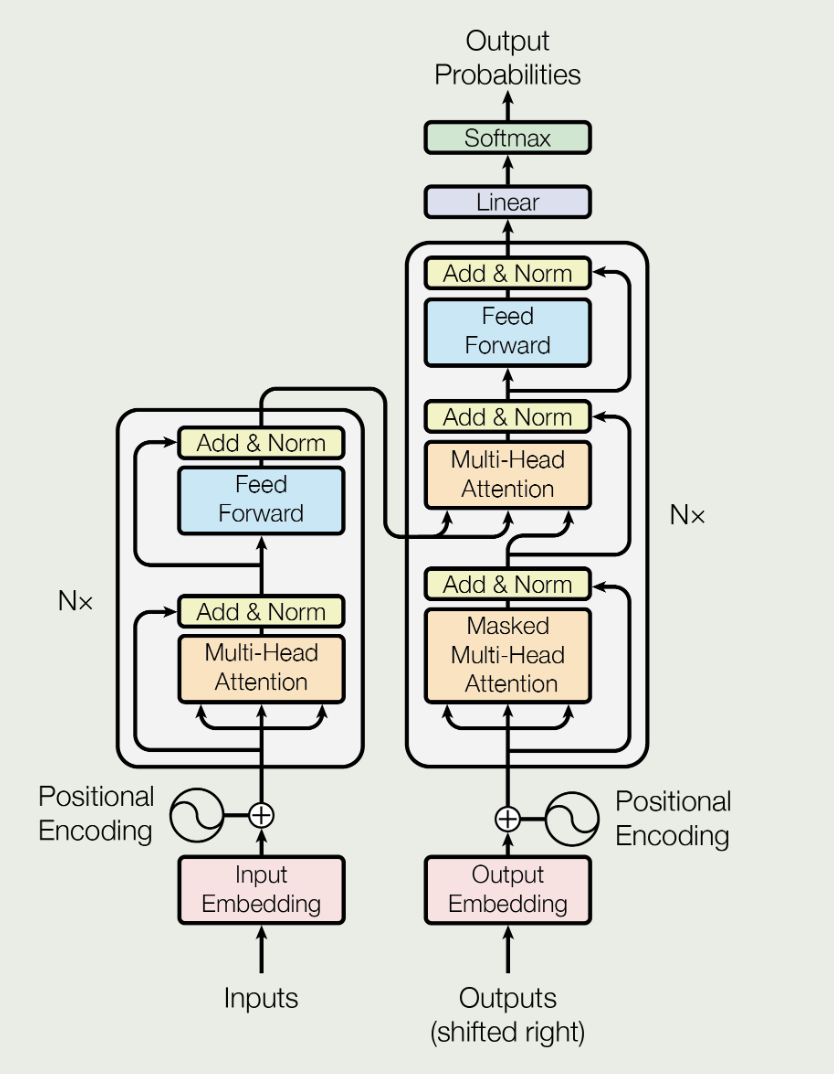 Output
Probabilities
Softmax
Linear
Add & Norm
Feed
Forward
Add & Norm
Multi-Head
Attention
N×
Add & Norm
Masked
Multi-Head
Attention
Add & Norm
Feed
Forward
N×
Add & Norm
Multi-Head
Attention
Positional
Encoding
Positional
Encoding
Input
Embedding
Output
Embedding
Inputs
Outputs
(shifted right)